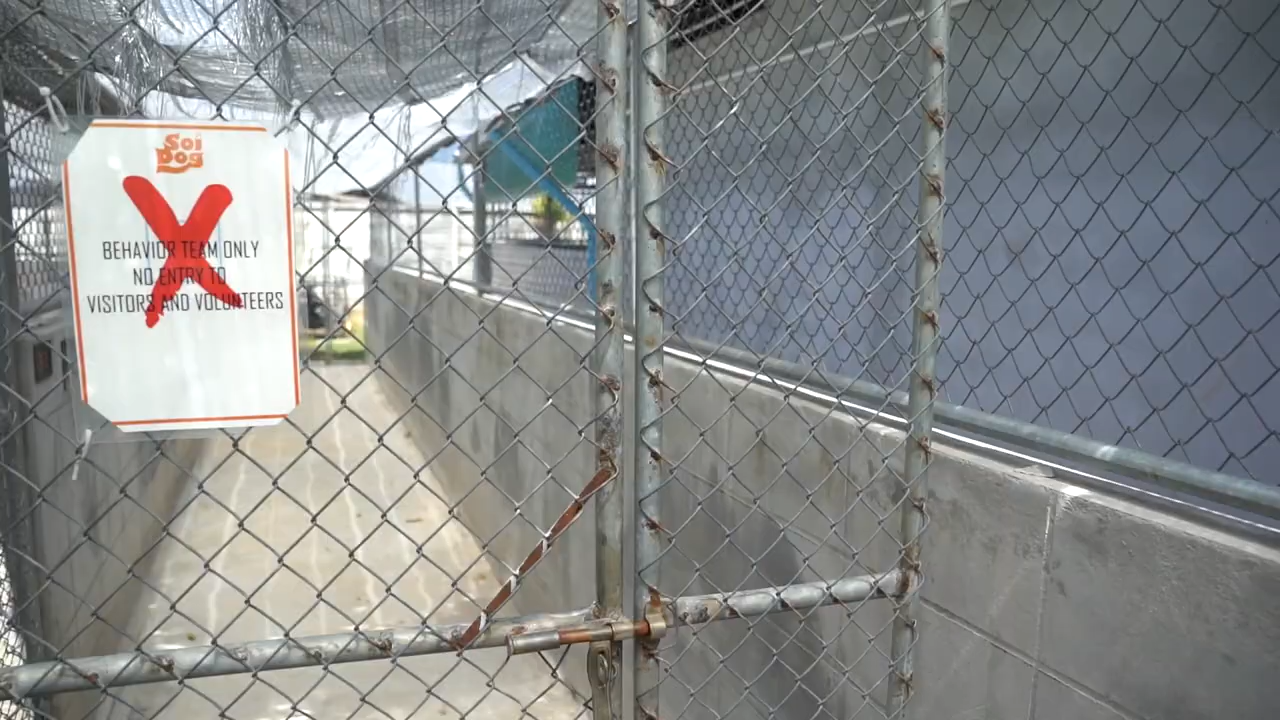 Soi
Dog
BEHAVIOR TEAM ONLY
NO ENTRY TO
VISITORS AND VOLUNTEERS